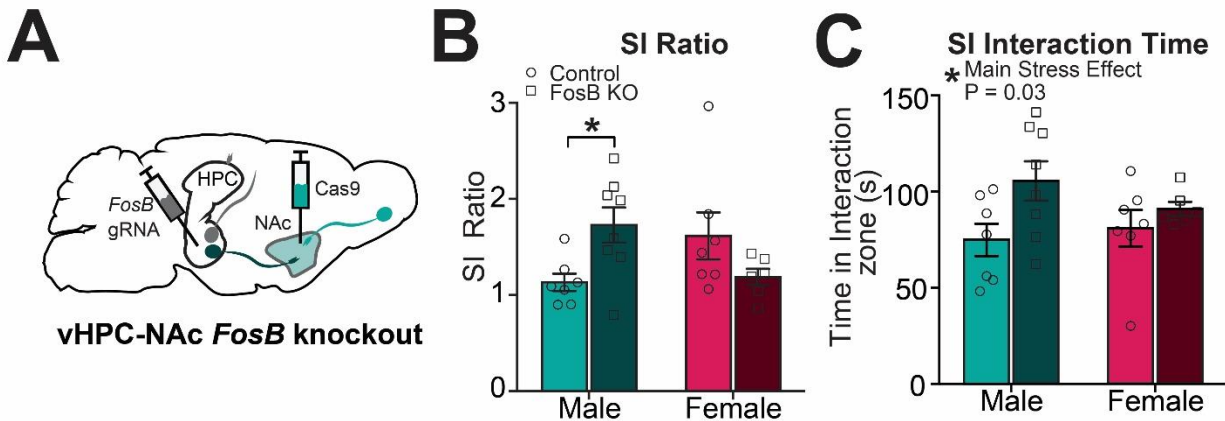 A
HPC
Cas9
FosB
gRNA
NAc
vHPC-NAc FosB knockout
B
SI Ratio
Control
FosB KO
*
SI Ratio
3
2
1
0
Male
Female
C
SI Interaction Time
* Main Stress Effect
P = 0.03
Time in Interaction
zone (s)
150
100
50
0
Male
Female